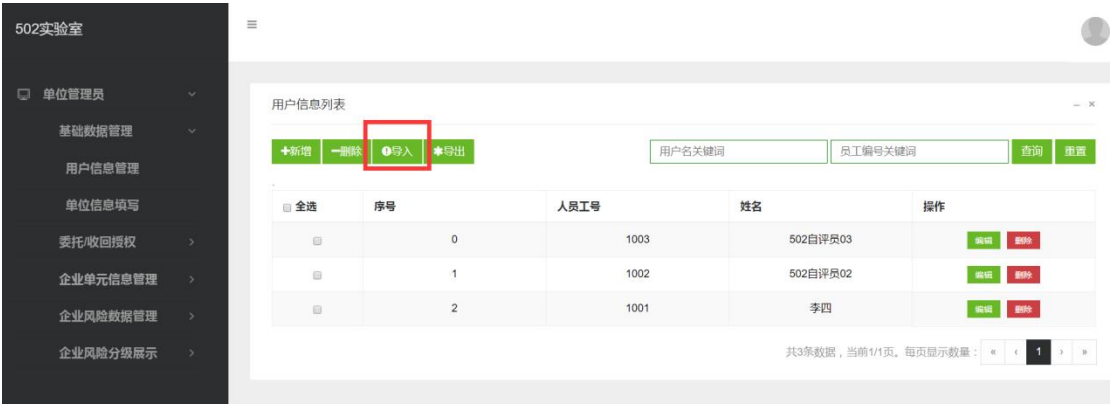 502实验室
单位管理员
基础数据管理
用户信息管理
单位信息填写
委托/收回授权
企业单元信息管理
企业风险数据管理
企业风险分级展示
用户信息列表
新增 删除 导入 导出 用户名关键词 员工编号关键词 查询 重置
全选 序号 人员工号 姓名 操作
0 1003 502自评员03 编辑 删除
1 1002 502自评员02 编辑 删除
2 1001 李四 编辑 删除
共3条数据，当前1/1页。每页显示数量： « ‹ 1 › »